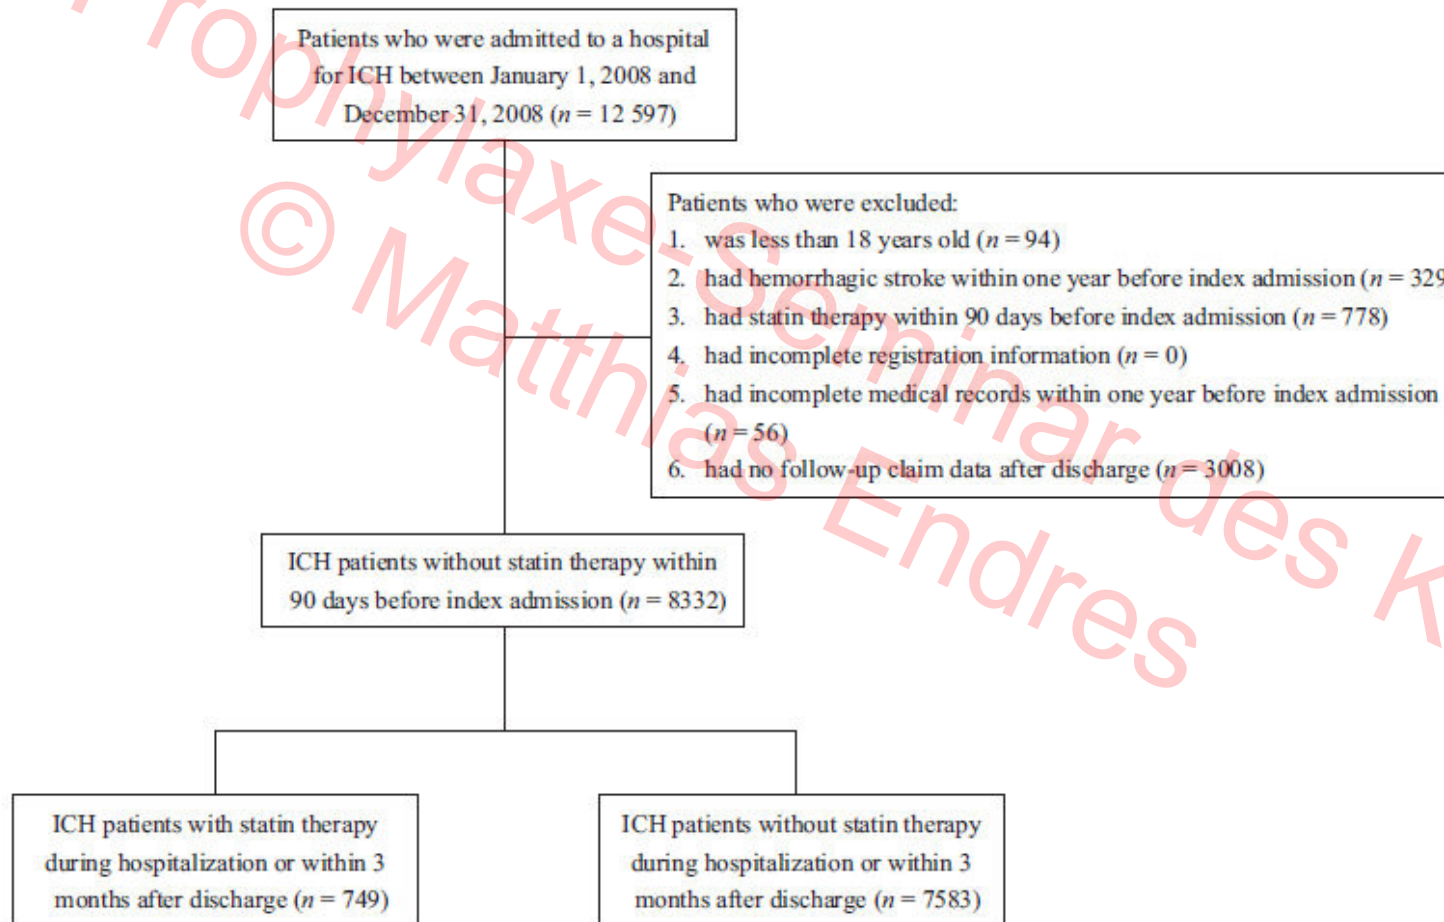 Patients who were admitted to a hospital
for ICH between January 1, 2008 and
December 31, 2008 (n = 12 597)
Patients who were excluded:
1. was less than 18 years old (n = 94)
2. had hemorrhagic stroke within one year before index admission (n = 329
3. had statin therapy within 90 days before index admission (n = 778)
4. had incomplete registration information (n = 0)
5. had incomplete medical records within one year before index admission
(n = 56)
6. had no follow-up claim data after discharge (n = 3008)
ICH patients without statin therapy within
90 days before index admission (n = 8332)
ICH patients with statin therapy
during hospitalization or within 3
months after discharge (n = 749)
ICH patients without statin therapy
during hospitalization or within 3
months after discharge (n = 7583)
Prophylaxe-Seminar des K
© Matthias Endres